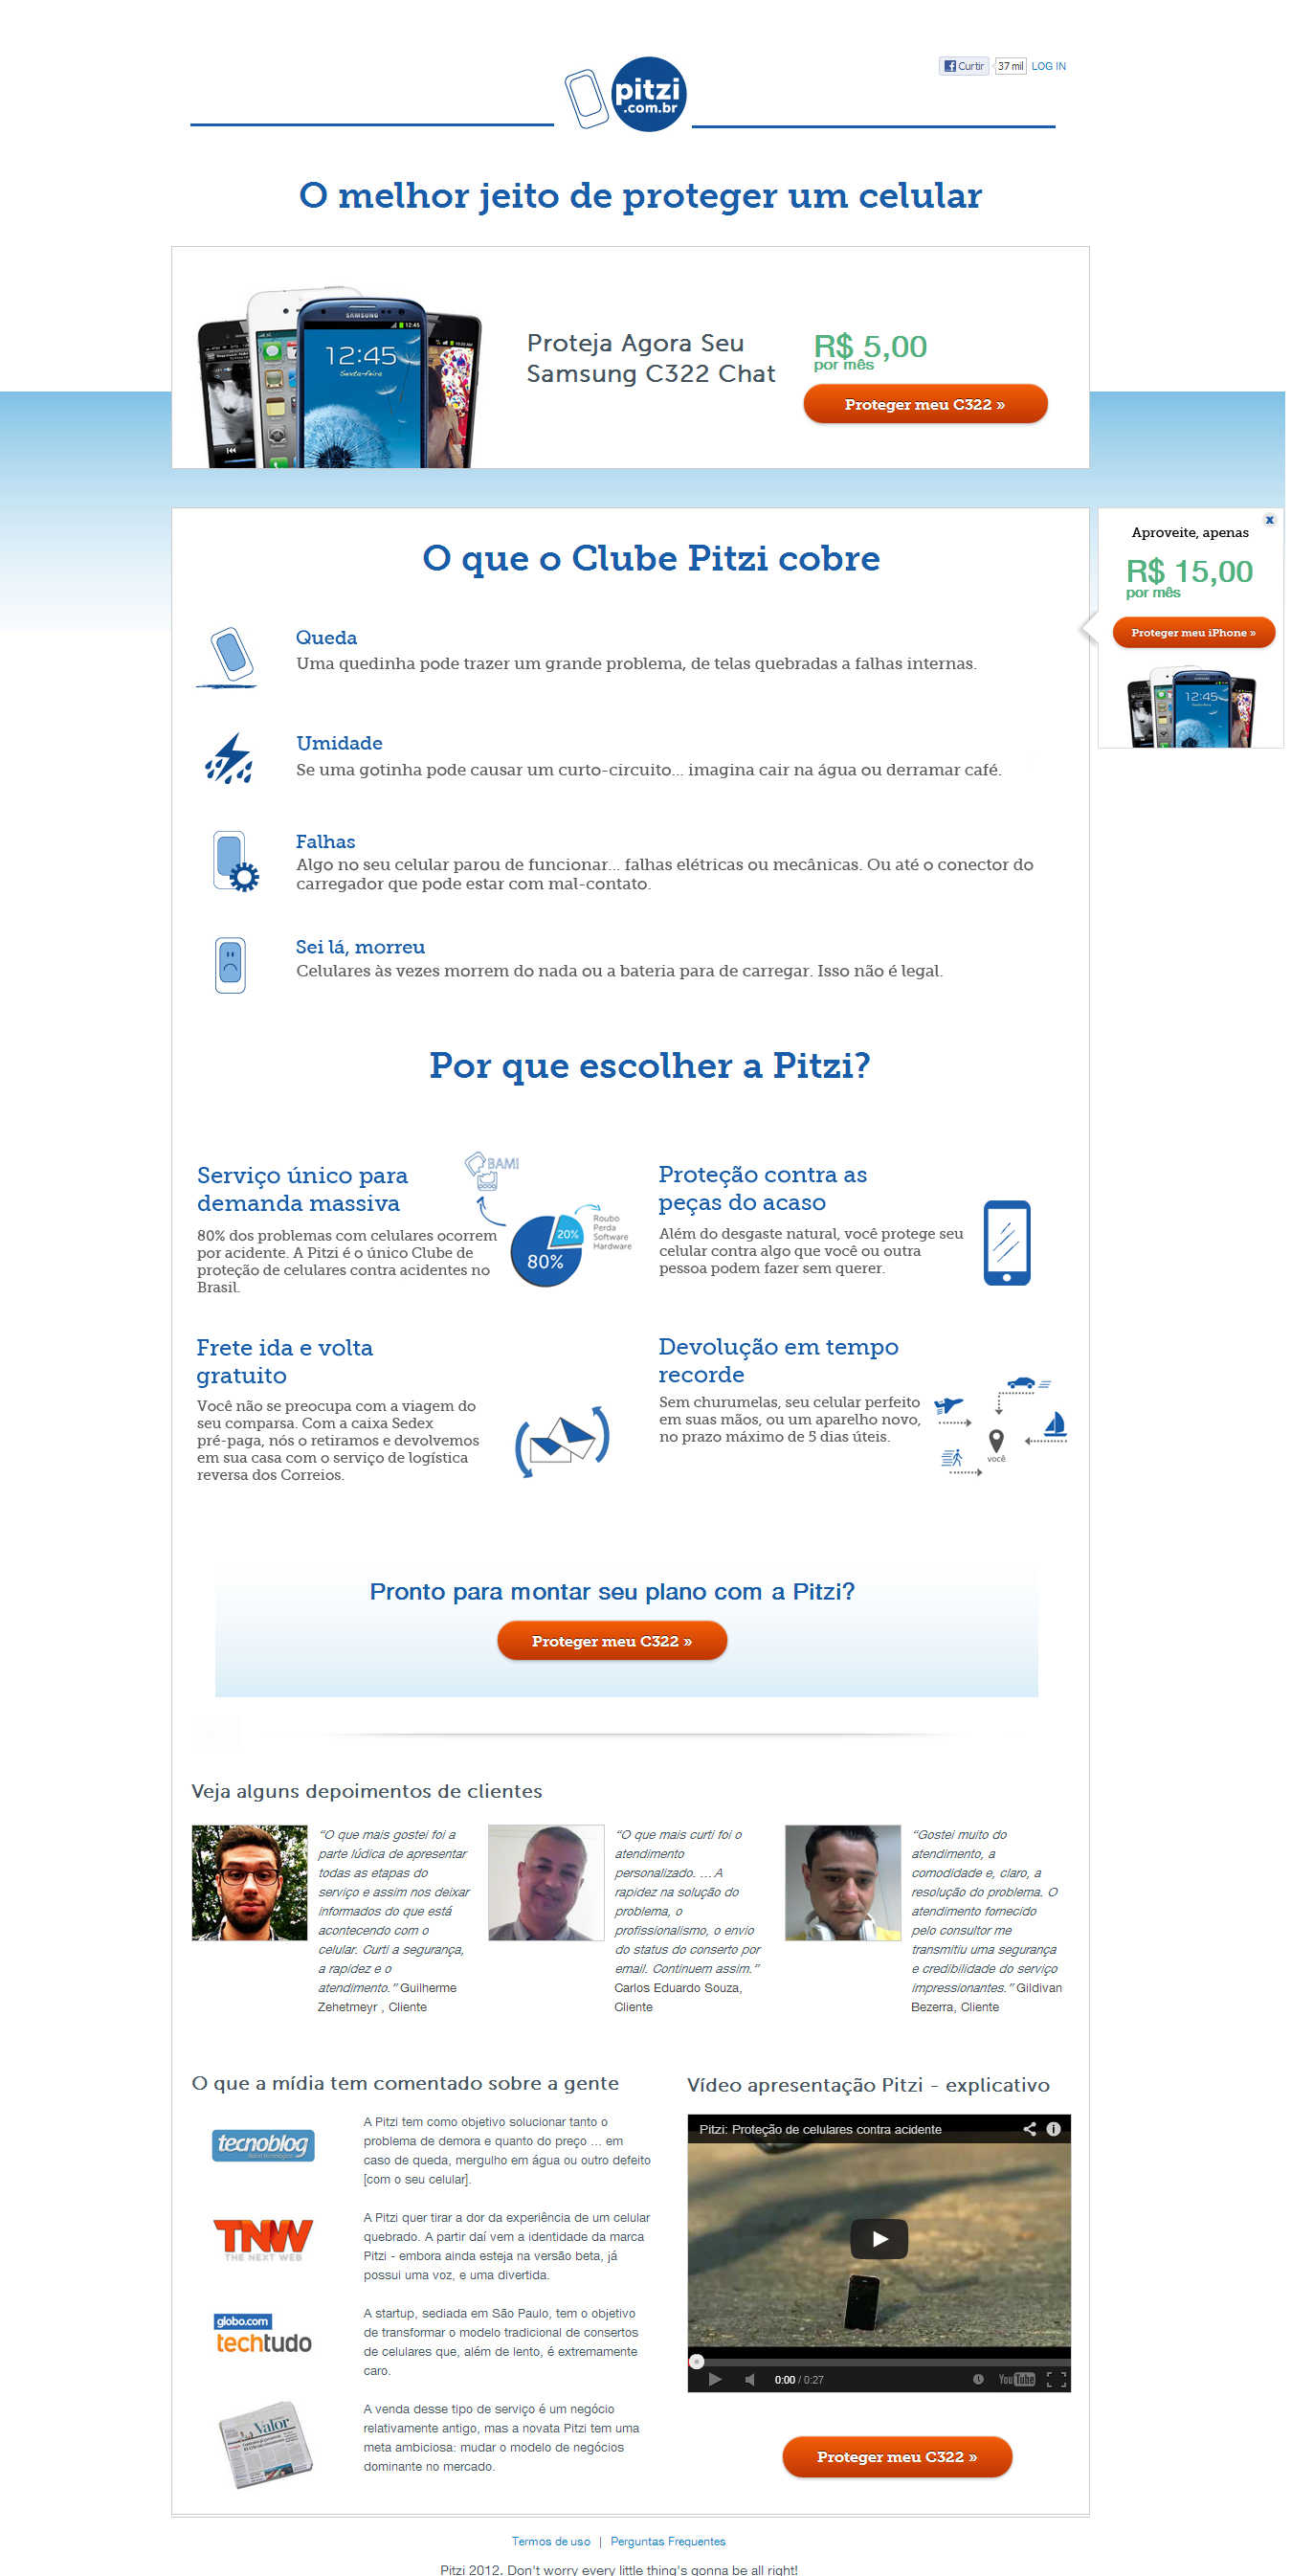 pitzi
.com.br
Curtir
37 mil
LOG IN
O melhor jeito de proteger um celular
SAMSUNG
12:45
Sexta-feira
Proteja Agora Seu
Samsung C322 Chat
R$ 5,00
por mês
Proteger meu C322 »
O que o Clube Pitzi cobre
Queda
Uma quedinha pode trazer um grande problema, de telas quebradas a falhas internas.
Umidade
Se uma gotinha pode causar um curto-circuito... imagina cair na água ou derramar café.
Falhas
Algo no seu celular parou de funcionar... falhas elétricas ou mecânicas. Ou até o conector do
carregador que pode estar com mal-contato.
Sei lá, morreu
Celulares às vezes morrem do nada ou a bateria para de carregar. Isso não é legal.
x
Aproveite, apenas
R$ 15,00
por mês
Proteger meu iPhone »
12:45
Por que escolher a Pitzi?
Serviço único para
demanda massiva
80% dos problemas com celulares ocorrem
por acidente. A Pitzi é o único Clube de
proteção de celulares contra acidentes no
Brasil.
BAM!
20%
80%
Roubo
Perda
Software
Hardware
Proteção contra as
peças do acaso
Além do desgaste natural, você protege seu
celular contra algo que você ou outra
pessoa podem fazer sem querer.
Frete ida e volta
gratuito
Você não se preocupa com a viagem do
seu comparsa. Com a caixa Sedex
pré-paga, nós o retiramos e devolvemos
em sua casa com o serviço de logística
reversa dos Correios.
Devolução em tempo
recorde
Sem churumelas, seu celular perfeito
em suas mãos, ou um aparelho novo,
no prazo máximo de 5 dias úteis.
você
Pronto para montar seu plano com a Pitzi?
Proteger meu C322 »
Veja alguns depoimentos de clientes
“O que mais gostei foi a
parte lúdica de apresentar
todas as etapas do
serviço e assim nos deixar
informados do que está
acontecendo com o
celular. Curti a segurança,
a rapidez e o
atendimento.” Guilherme
Zehetmeyr , Cliente
“O que mais curti foi o
atendimento
personalizado. ... A
rapidez na solução do
problema, o
profissionalismo, o envio
do status do conserto por
email. Continuem assim.”
Carlos Eduardo Souza,
Cliente
“Gostei muito do
atendimento, a
comodidade e, claro, a
resolução do problema. O
atendimento fornecido
pelo consultor me
transmitiu uma segurança
e credibilidade do serviço
impressionantes.” Gildivan
Bezerra, Cliente
O que a mídia tem comentado sobre a gente
tecnoblog
A Pitzi tem como objetivo solucionar tanto o
problema de demora e quanto do preço ... em
caso de queda, mergulho em água ou outro defeito
[com o seu celular].
TNW
THE NEXT WEB
A Pitzi quer tirar a dor da experiência de um celular
quebrado. A partir daí vem a identidade da marca
Pitzi - embora ainda esteja na versão beta, já
possui uma voz, e uma divertida.
globo.com
techtudo
A startup, sediada em São Paulo, tem o objetivo
de transformar o modelo tradicional de consertos
de celulares que, além de lento, é extremamente
caro.
Valor
A venda desse tipo de serviço é um negócio
relativamente antigo, mas a novata Pitzi tem uma
meta ambiciosa: mudar o modelo de negócios
dominante no mercado.
Vídeo apresentação Pitzi - explicativo
Pitzi: Proteção de celulares contra acidente
0:00 / 0:27
YouTube
Proteger meu C322 »
Termos de uso | Perguntas Frequentes
Pitzi 2012. Don't worry every little thing's gonna be all right!